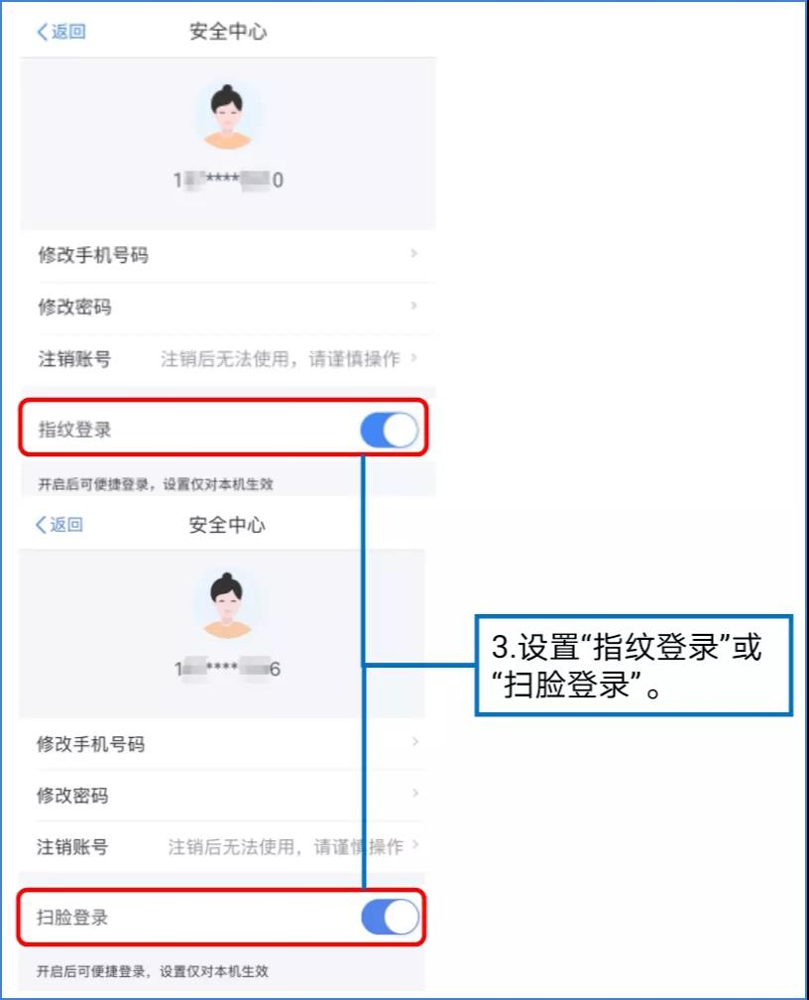 返回 安全中心
1 **** 0
修改手机号码
修改密码
注销账号 注销后无法使用，请谨慎操作
指纹登录
开启后可便捷登录，设置仅对本机生效
返回 安全中心
1 **** 6
修改手机号码
修改密码
注销账号 注销后无法使用，请谨慎操作
扫脸登录
开启后可便捷登录，设置仅对本机生效
3.设置“指纹登录”或
“扫脸登录”。